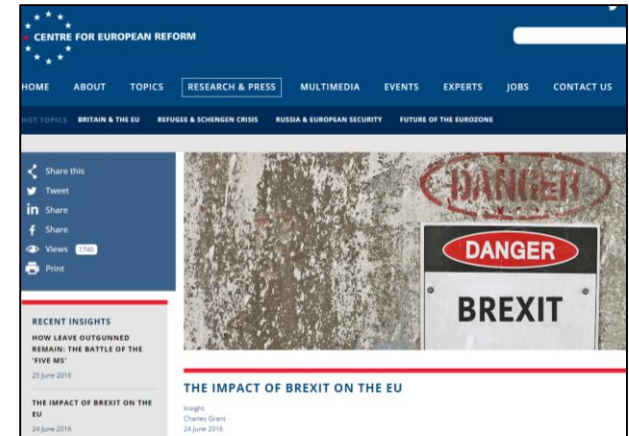 CENTRE FOR EUROPEAN REFORM
HOME ABOUT TOPICS RESEARCH & PRESS MULTIMEDIA EVENTS EXPERTS JOBS CONTACT US
HOT TOPICS BRITAIN & THE EU REFUGEE & SCHENGEN CRISIS RUSSIA & EUROPEAN SECURITY FUTURE OF THE EUROZONE
Share this
Tweet
in Share
f Share
Views 1740
Print
DANGER
DANGER
BREXIT
RECENT INSIGHTS
HOW LEAVE OUTGUNNED
REMAIN: THE BATTLE OF THE
'FIVE MS'
25 June 2016
THE IMPACT OF BREXIT ON THE
EU
24 June 2016
THE IMPACT OF BREXIT ON THE EU
Insight
Charles Grant
24 June 2016